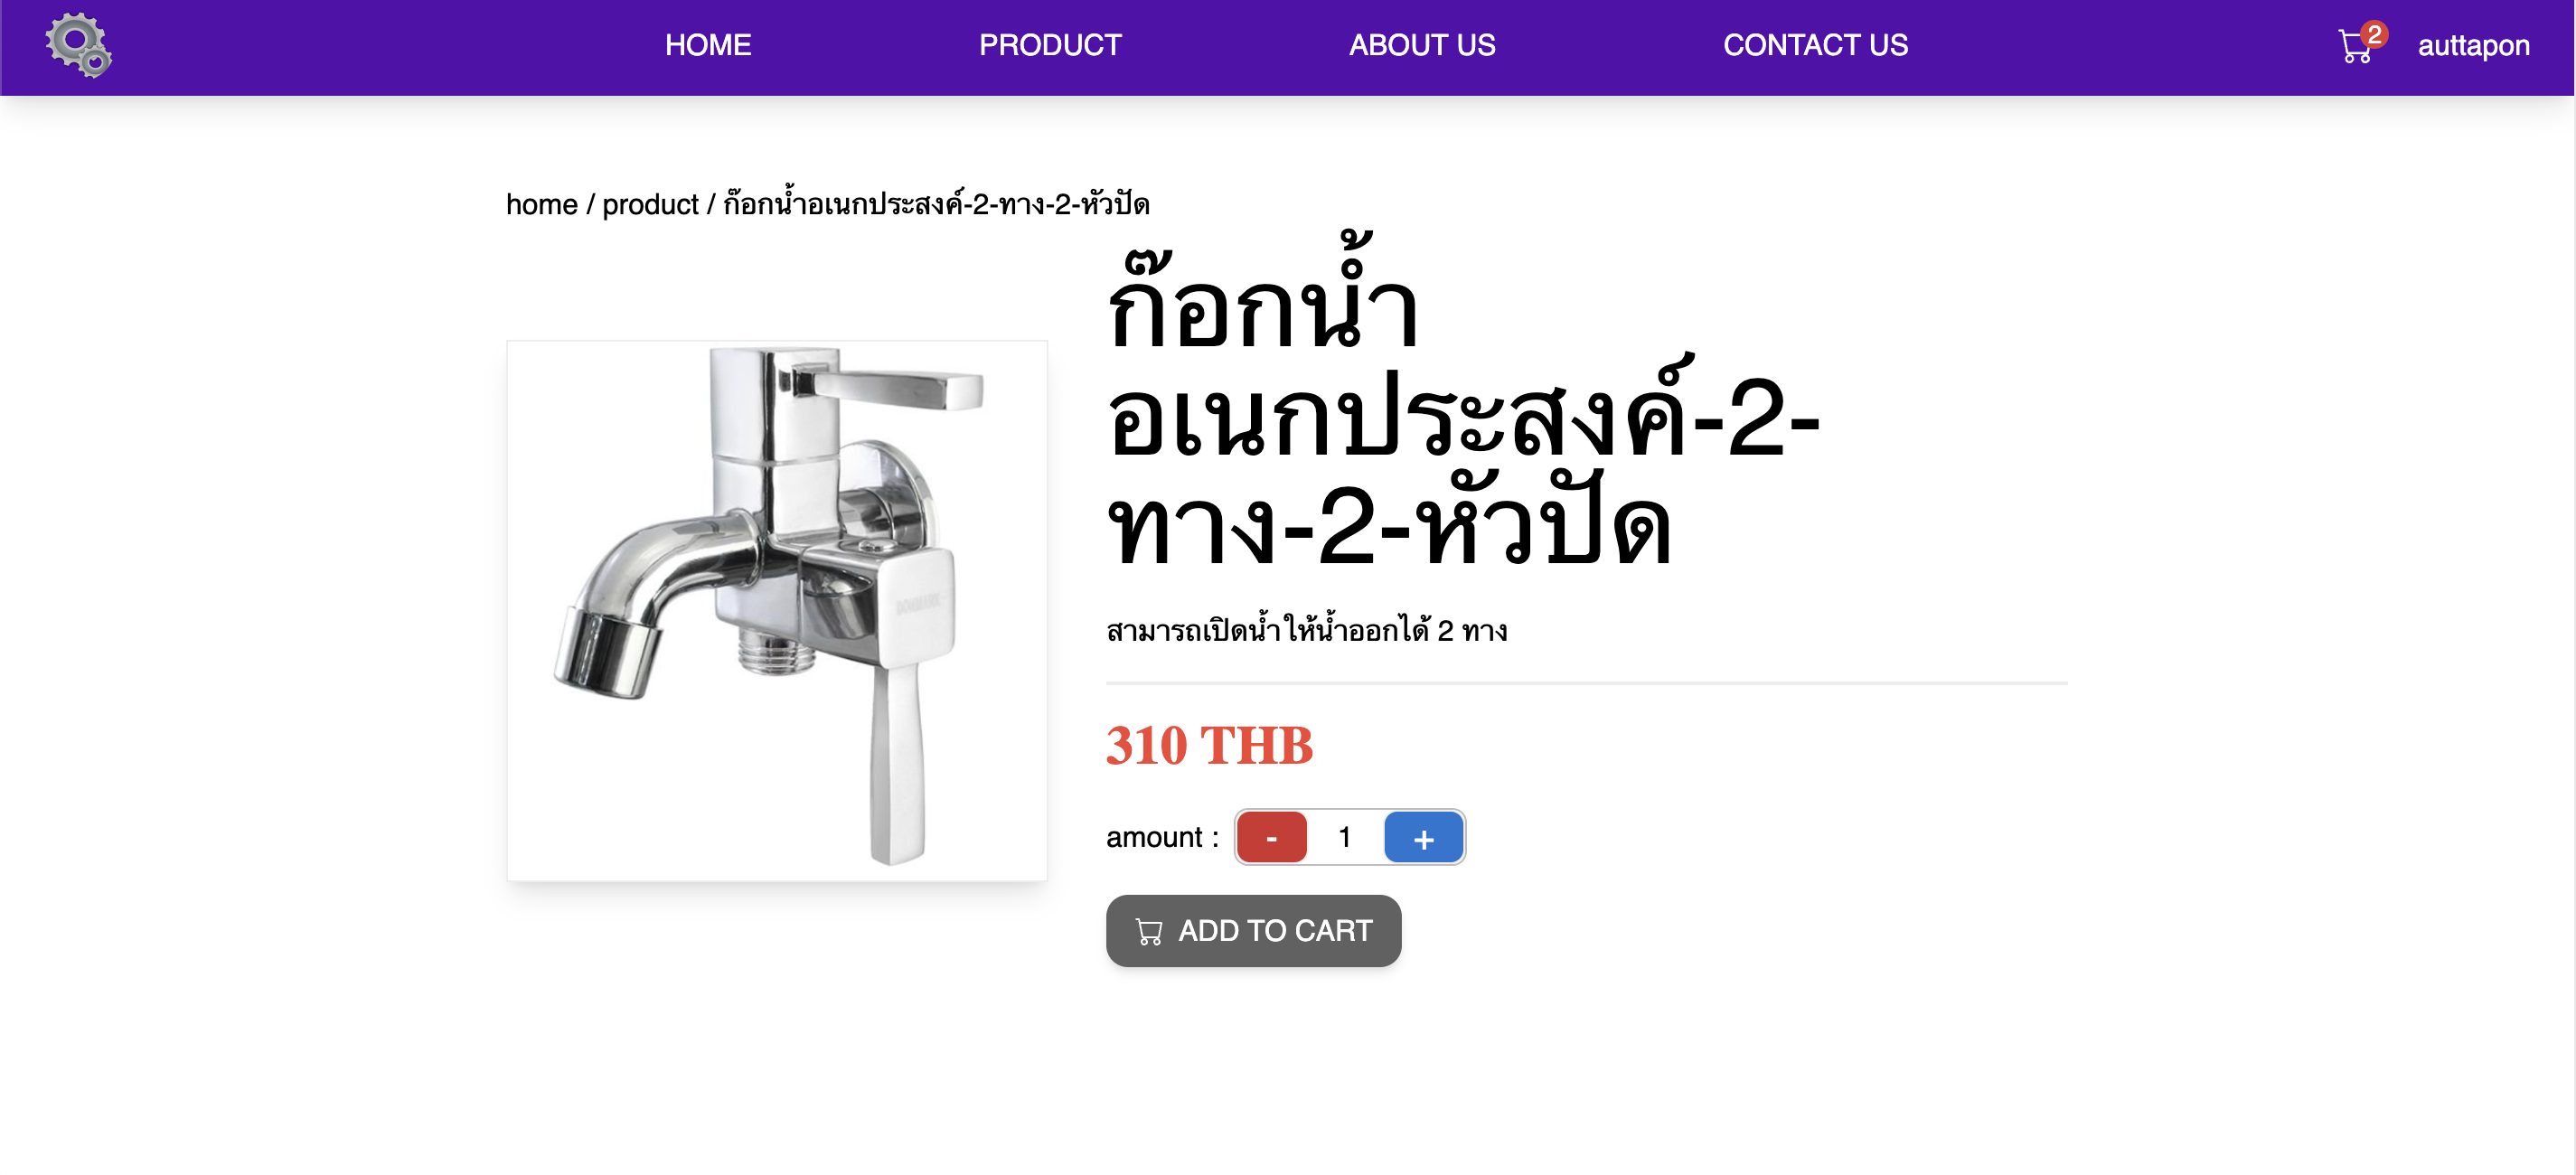 HOME PRODUCT ABOUT US CONTACT US 2 auttapon
home / product / ก๊อกน้ำอเนกประสงค์-2-ทาง-2-หัวปัด
ก๊อกน้ำ
อเนกประสงค์-2-
ทาง-2-หัวปัด
สามารถเปิดน้ำให้น้ำออกได้ 2 ทาง
310 THB
amount : - 1 +
ADD TO CART